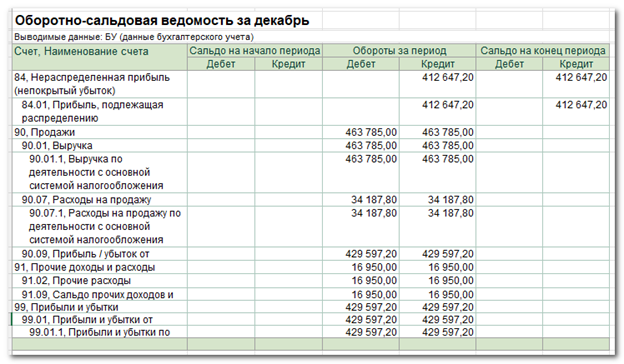 Оборотно-сальдовая ведомость за декабрь
Выводимые данные: БУ (данные бухгалтерского учета)
Счет, Наименование счета Сальдо на начало периода Обороты за период Сальдо на конец периода
Дебет Кредит Дебет Кредит Дебет Кредит
84, Нераспределенная прибыль 412 647,20 412 647,20
(непокрытый убыток)
84.01, Прибыль, подлежащая 412 647,20 412 647,20
распределению
90, Продажи 463 785,00 463 785,00
90.01, Выручка 463 785,00 463 785,00
90.01.1, Выручка по 463 785,00 463 785,00
деятельности с основной
системой налогообложения
90.07, Расходы на продажу 34 187,80 34 187,80
90.07.1, Расходы на продажу по 34 187,80 34 187,80
деятельности с основной
системой налогообложения
90.09, Прибыль / убыток от 429 597,20 429 597,20
91, Прочие доходы и расходы 16 950,00 16 950,00
91.02, Прочие расходы 16 950,00 16 950,00
91.09, Сальдо прочих доходов и 16 950,00 16 950,00
99, Прибыли и убытки 429 597,20 429 597,20
99.01, Прибыли и убытки от 429 597,20 429 597,20
99.01.1, Прибыли и убытки по 429 597,20 429 597,20